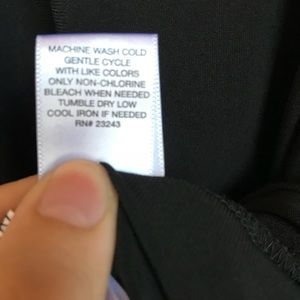 MACHINE WASH COLD
GENTLE CYCLE
WITH LIKE COLORS
ONLY NON-CHLORINE
BLEACH WHEN NEEDED
TUMBLE DRY LOW
COOL IRON IF NEEDED
RN# 23243